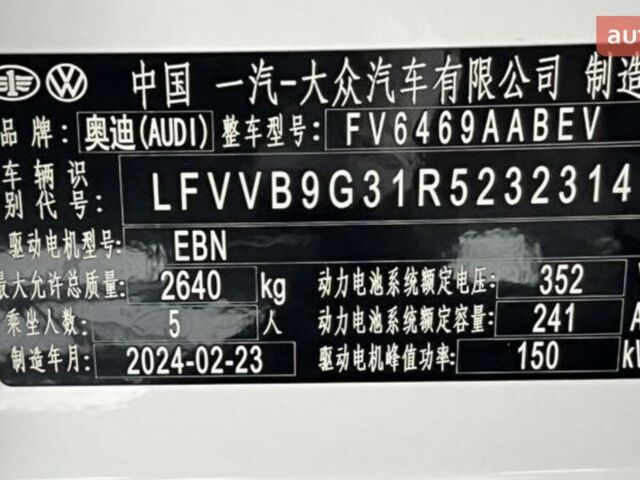 aut
中国 一汽-大众汽车有限公司 制造
品牌: 奥迪(AUDI) 整车型号: FV6469AABEV
车辆识别代号: LFVVB9G31R5232314
驱动电机型号: EBN
最大允许总质量: 2640 kg 动力电池系统额定电压: 352 V
乘坐人数: 5 人 动力电池系统额定容量: 241 A
制造年月: 2024-02-23 驱动电机峰值功率: 150 kW